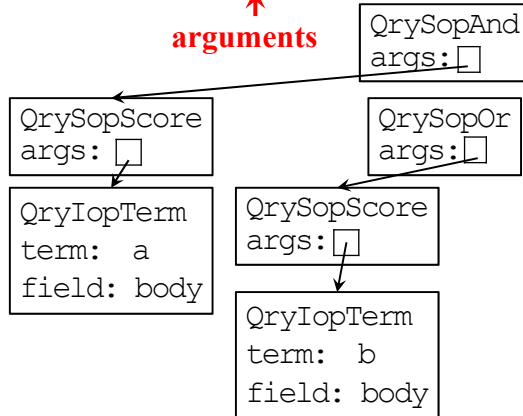 arguments
QrySopAnd
args:
QrySopScore
args:
QrySopOr
args:
QryIopTerm
term: a
field: body
QrySopScore
args:
QryIopTerm
term: b
field: body